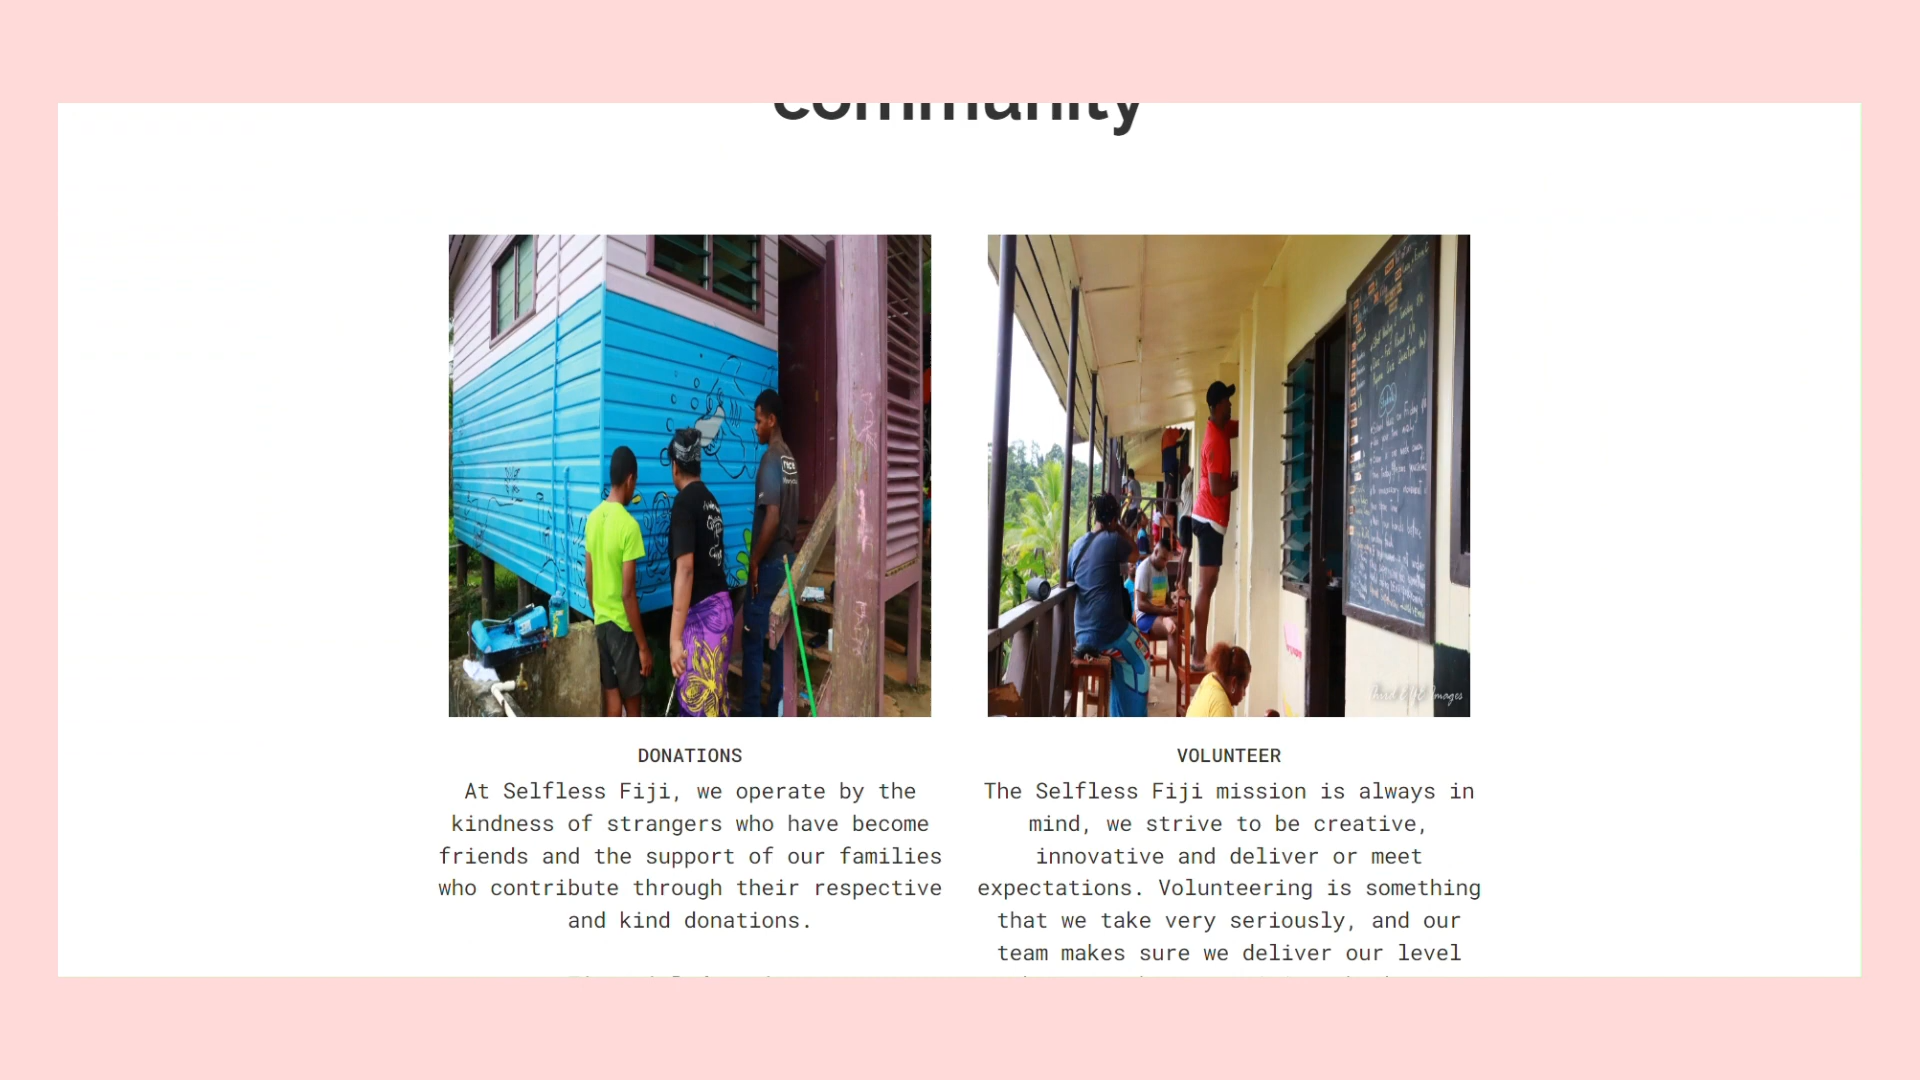 community
DONATIONS
At Selfless Fiji, we operate by the
kindness of strangers who have become
friends and the support of our families
who contribute through their respective
and kind donations.
VOLUNTEER
The Selfless Fiji mission is always in
mind, we strive to be creative,
innovative and deliver or meet
expectations. Volunteering is something
that we take very seriously, and our
team makes sure we deliver our level